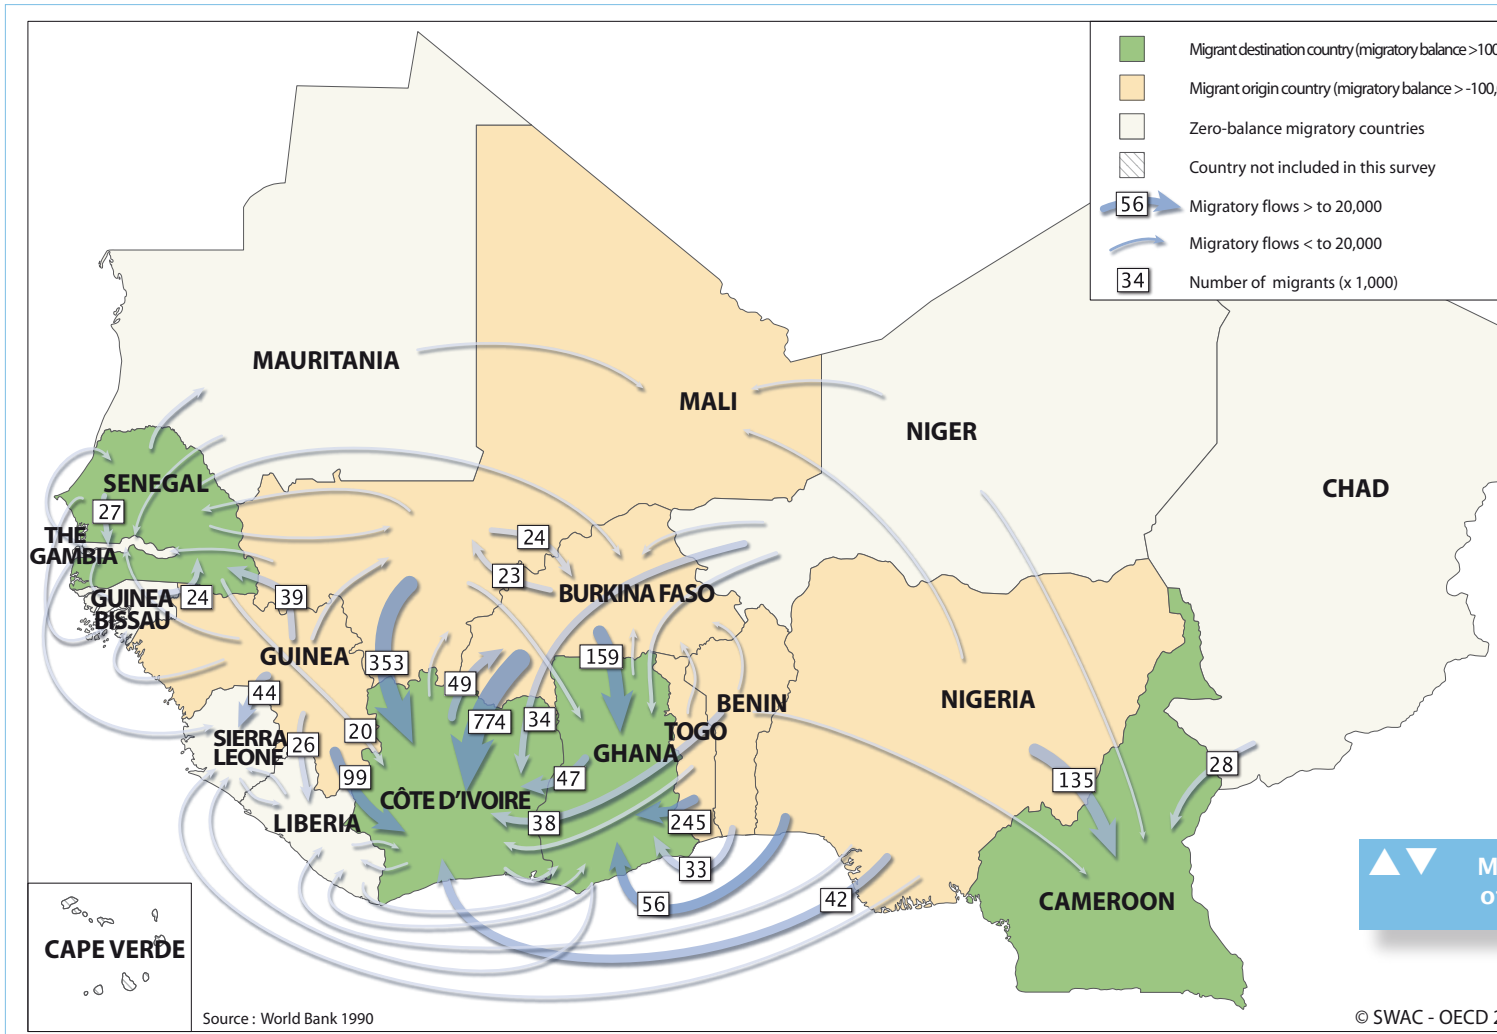 Migrant destination country (migratory balance >100
Migrant origin country (migratory balance > -100,
Zero-balance migratory countries
Country not included in this survey
56 Migratory flows > to 20,000
Migratory flows < to 20,000
34 Number of migrants (x 1,000)
MAURITANIA
MALI
NIGER
CHAD
SENEGAL
27
THE
GAMBIA
24
23
BURKINA FASO
GUINEA
BISSAU
24
39
GUINEA
353
159
49
774
34
BENIN
NIGERIA
TOGO
GHANA
44
20
26
SIERRA
LEONE
99
47
CÔTE D'IVOIRE
135
28
LIBERIA
38
245
33
56
42
CAMEROON
CAPE VERDE
M
o
Source : World Bank 1990
© SWAC - OECD 2